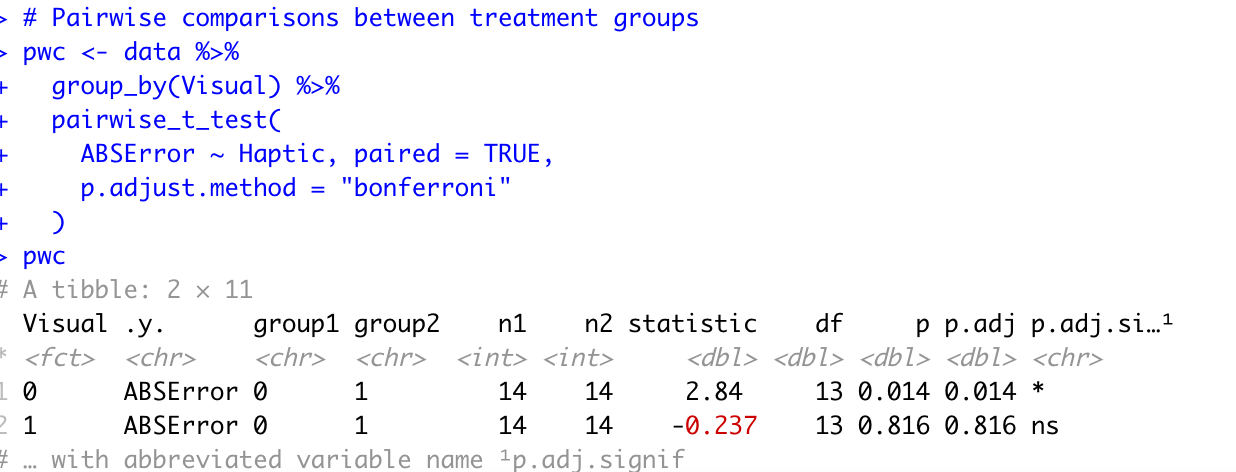 > # Pairwise comparisons between treatment groups
> pwc <- data %>%
+   group_by(Visual) %>%
+   pairwise_t_test(
+     ABSError ~ Haptic, paired = TRUE,
+     p.adjust.method = "bonferroni"
+   )
> pwc
# A tibble: 2 × 11
  Visual .y.      group1 group2    n1    n2 statistic    df     p p.adj p.adj.si…¹
* <fct>  <chr>    <chr>  <chr>  <int> <int>     <dbl> <dbl> <dbl> <dbl> <chr>
1 0      ABSError 0      1         14    14     2.84     13 0.014 0.014 *
2 1      ABSError 0      1         14    14    -0.237    13 0.816 0.816 ns
# … with abbreviated variable name ¹p.adj.signif